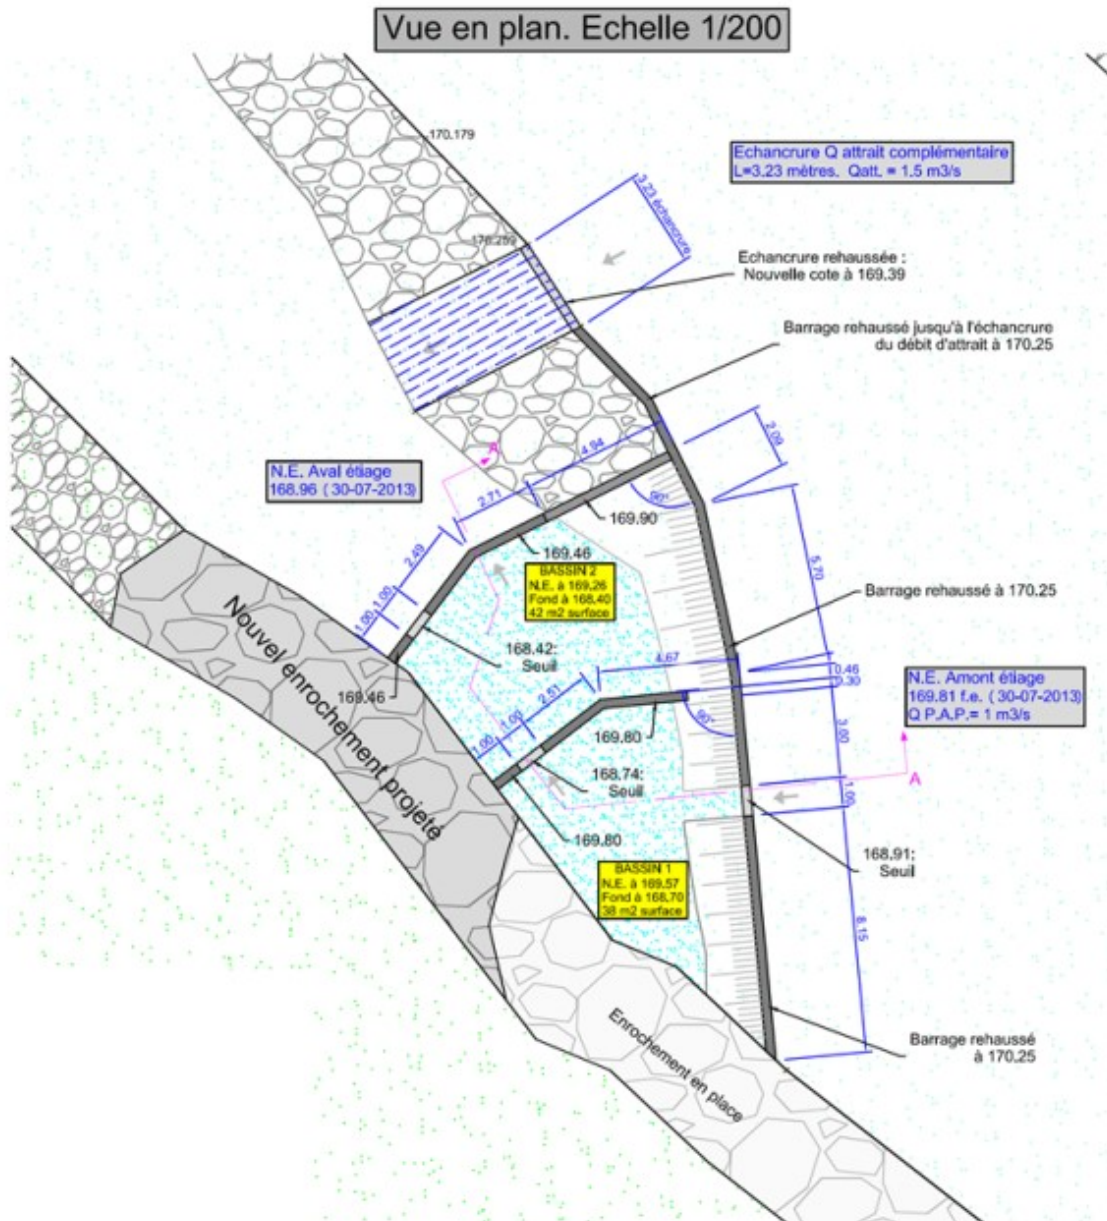 Vue en plan. Echelle 1/200
170.179
Echancrure Q attrait complémentaire
L=3.23 mètres. Qatt. = 1.5 m3/s
3.23 échancrure
Echancrure rehaussée :
Nouvelle cote à 169.39
Barrage rehaussé jusqu'à l'échancrure
du débit d'attrait à 170.25
2.09
4.94
A
N.E. Aval étiage
168.96 ( 30-07-2013)
2.71
90°
169.90
2.49
169.46
5.70
BASSIN 2
N.E. à 169,26
Fond à 168,40
42 m2 surface
Barrage rehaussé à 170.25
1.00
1.00
168.42:
Seuil
4.67
0.46
0.30
N.E. Amont étiage
169.81 f.e. ( 30-07-2013)
Q P.A.P.= 1 m3/s
169.46
2.51
90°
3.00
1.00
1.00
169.80
168.74:
Seuil
A
1.00
Nouvel enrochement projeté
169.80
168.91:
Seuil
BASSIN 1
N.E. à 169.57
Fond à 168,70
38 m2 surface
8.15
Enrochement en place
Barrage rehaussé
à 170.25